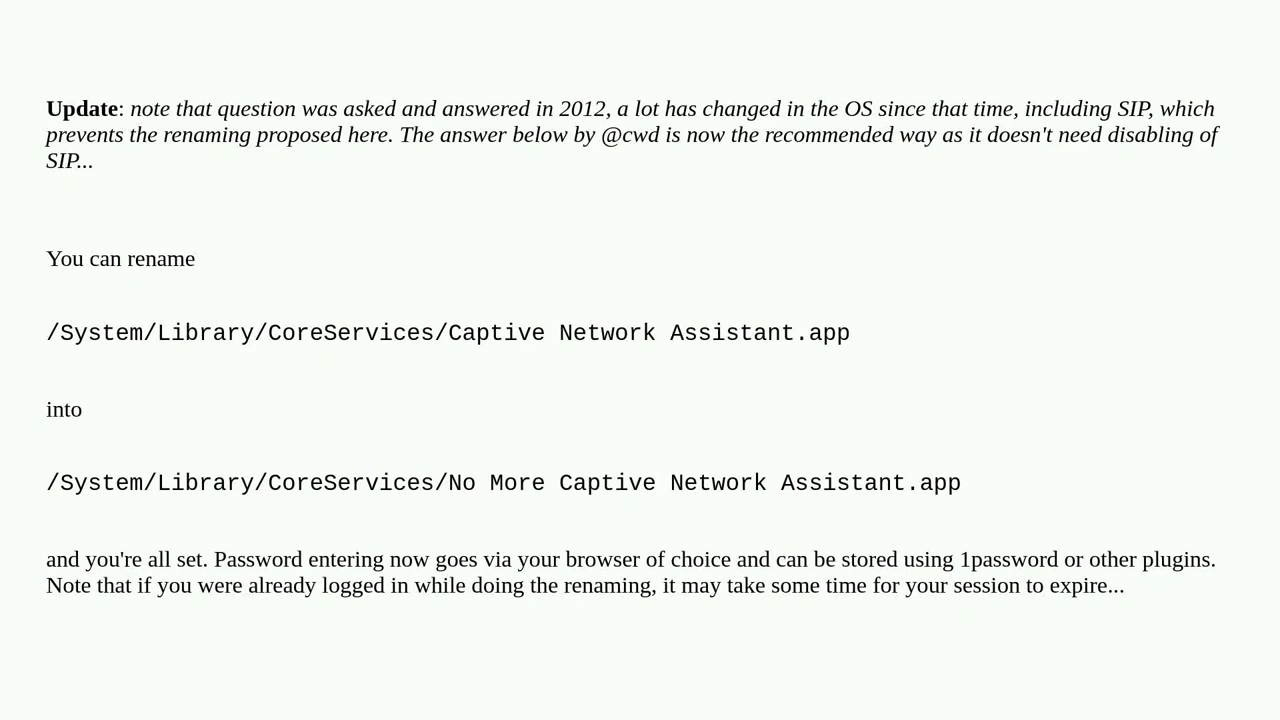 Update: note that question was asked and answered in 2012, a lot has changed in the OS since that time, including SIP, which
prevents the renaming proposed here. The answer below by @cwd is now the recommended way as it doesn't need disabling of
SIP...
You can rename
/System/Library/CoreServices/Captive Network Assistant.app
into
/System/Library/CoreServices/No More Captive Network Assistant.app
and you're all set. Password entering now goes via your browser of choice and can be stored using 1password or other plugins.
Note that if you were already logged in while doing the renaming, it may take some time for your session to expire...